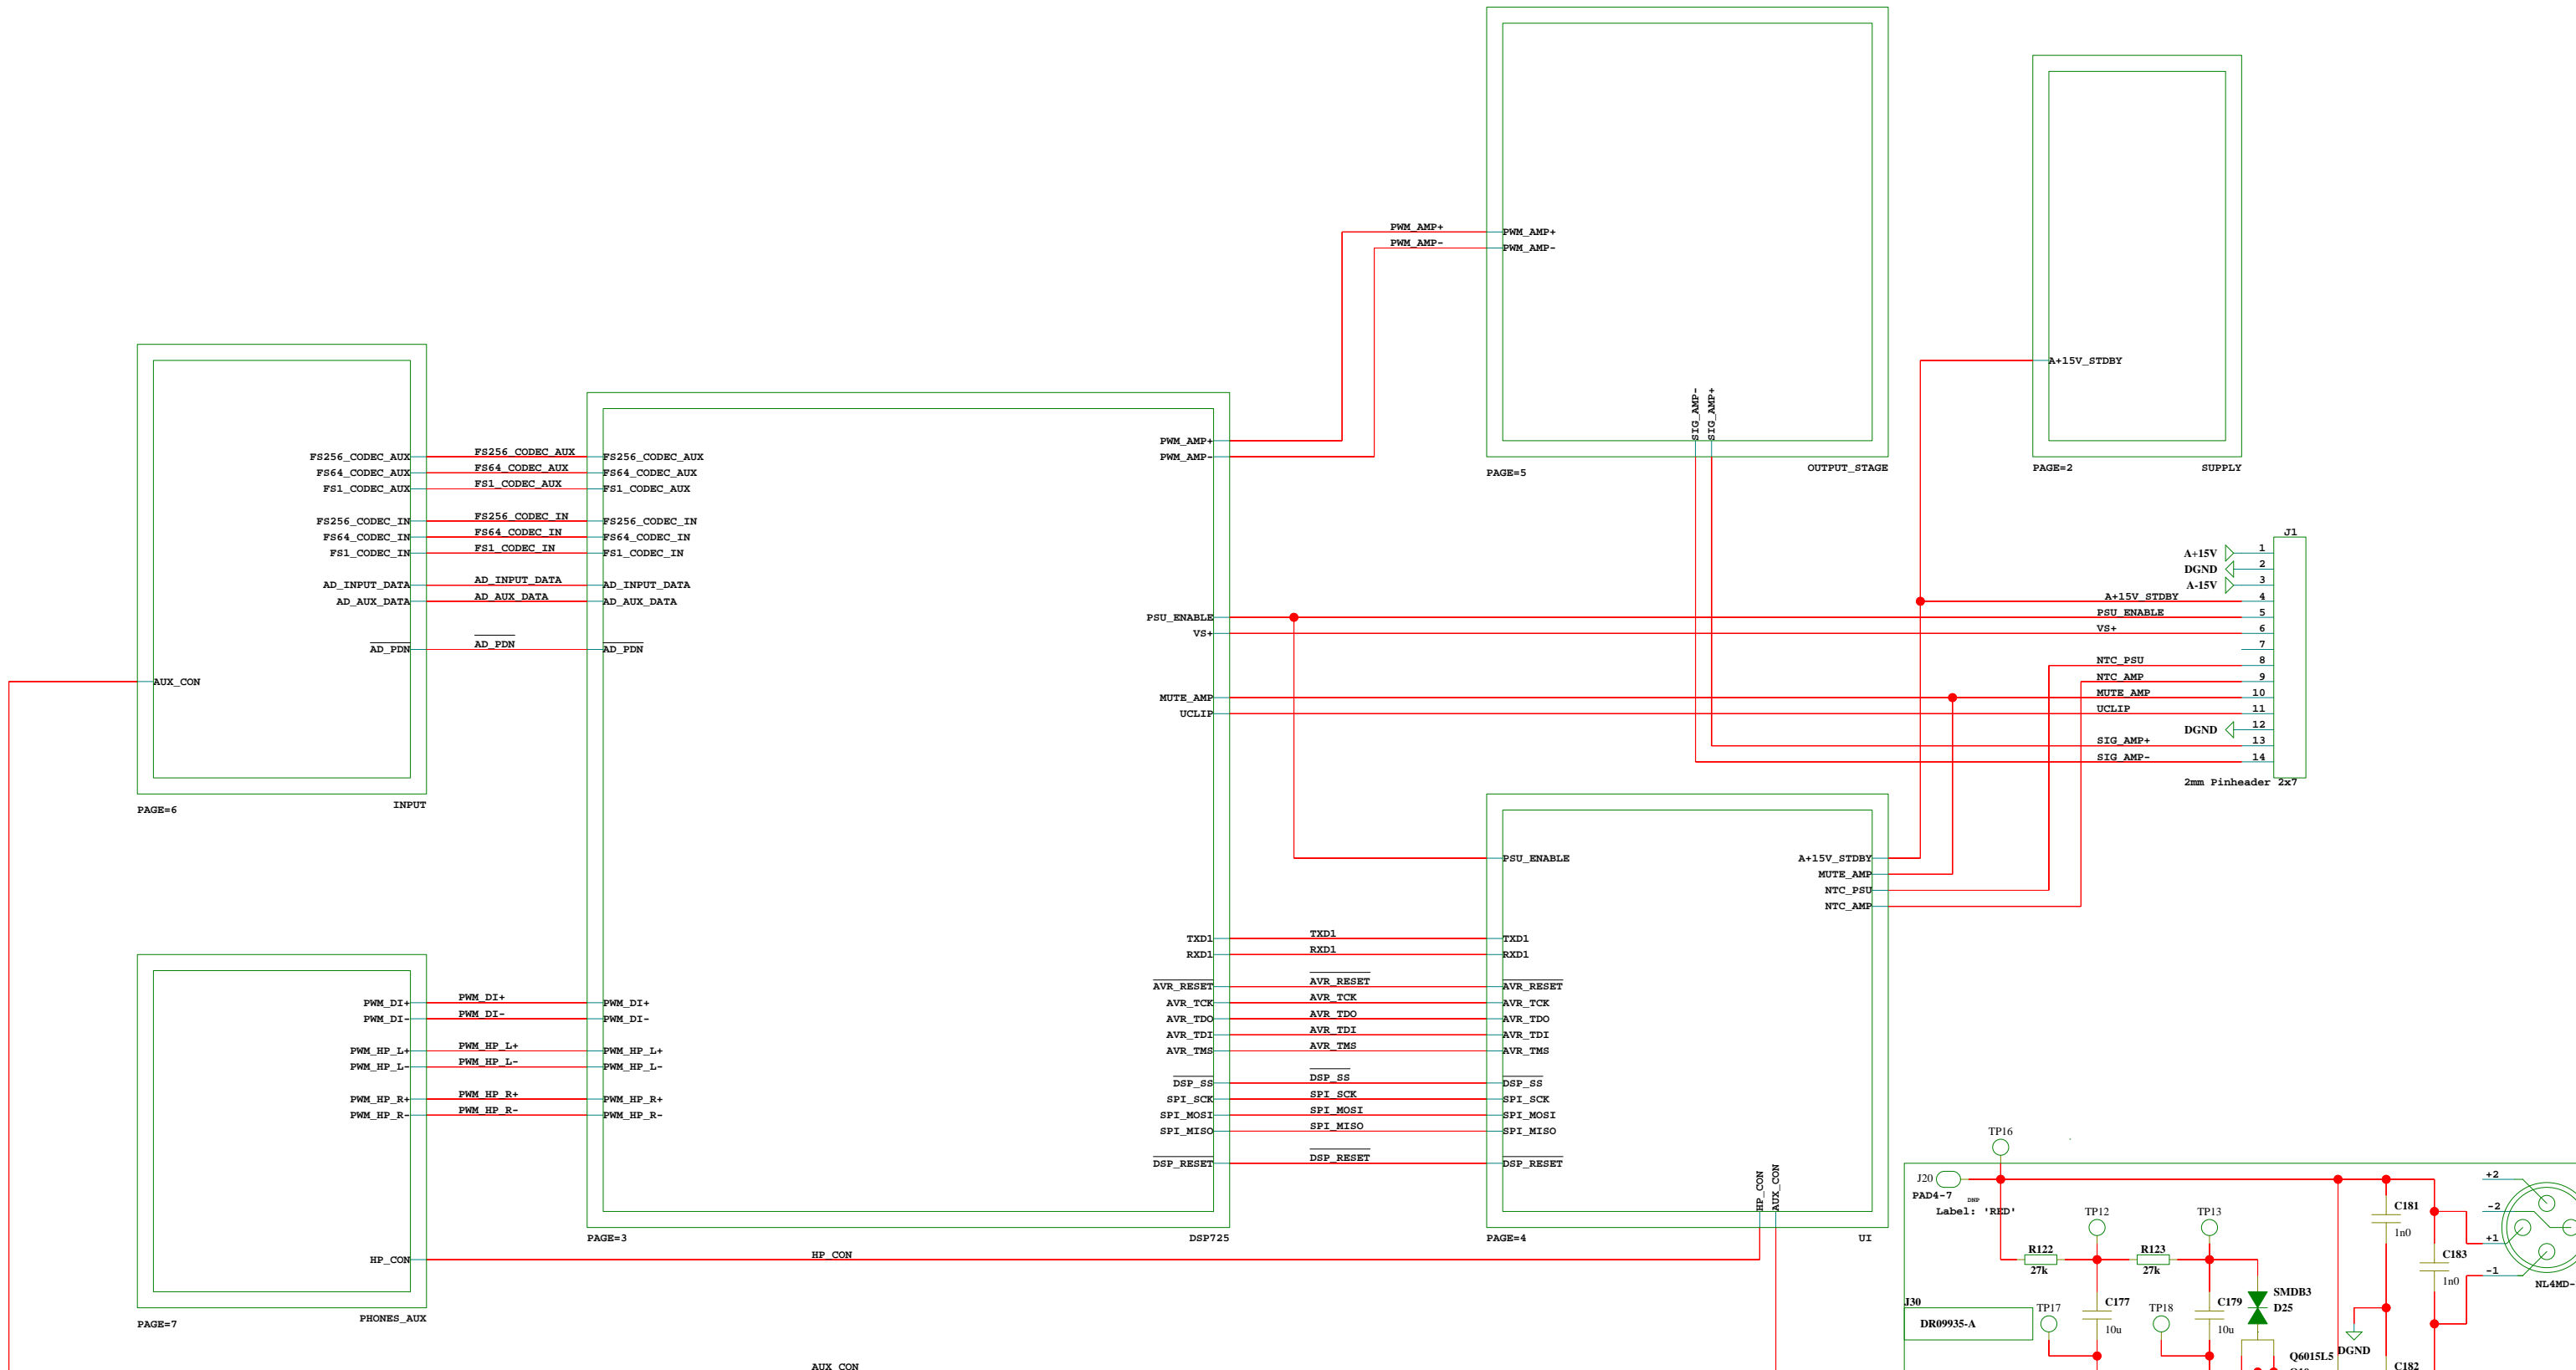 PWM_AMP+
PWM_AMP-
PWM_AMP+
PWM_AMP-
SIG_AMP-
SIG_AMP+
PAGE=5
OUTPUT_STAGE
A+15V_STDBY
PAGE=2
SUPPLY
FS256_CODEC_AUX
FS64_CODEC_AUX
FS1_CODEC_AUX
FS256_CODEC_IN
FS64_CODEC_IN
FS1_CODEC_IN
AD_INPUT_DATA
AD_AUX_DATA
AD_PDN
AUX_CON
PAGE=6
INPUT
FS256_CODEC_AUX
FS64_CODEC_AUX
FS1_CODEC_AUX
FS256_CODEC_IN
FS64_CODEC_IN
FS1_CODEC_IN
AD_INPUT_DATA
AD_AUX_DATA
AD_PDN
FS256_CODEC_AUX
FS64_CODEC_AUX
FS1_CODEC_AUX
FS256_CODEC_IN
FS64_CODEC_IN
FS1_CODEC_IN
AD_INPUT_DATA
AD_AUX_DATA
AD_PDN
PWM_AMP+
PWM_AMP-
PSU_ENABLE
VS+
MUTE_AMP
UCLIP
J1
A+15V 1
DGND 2
A-15V 3
A+15V_STDBY 4
PSU_ENABLE 5
VS+ 6
7
NTC_PSU 8
NTC_AMP 9
MUTE_AMP 10
UCLIP 11
DGND 12
SIG_AMP+ 13
SIG_AMP- 14
2mm Pinheader 2x7
PSU_ENABLE
A+15V_STDBY
MUTE_AMP
NTC_PSU
NTC_AMP
PWM_DI+
PWM_DI-
PWM_HP_L+
PWM_HP_L-
PWM_HP_R+
PWM_HP_R-
HP_CON
PAGE=7
PHONES_AUX
PWM_DI+
PWM_DI-
PWM_HP_L+
PWM_HP_L-
PWM_HP_R+
PWM_HP_R-
PWM_DI+
PWM_DI-
PWM_HP_L+
PWM_HP_L-
PWM_HP_R+
PWM_HP_R-
TXD1
RXD1
AVR_RESET
AVR_TCK
AVR_TDO
AVR_TDI
AVR_TMS
DSP_SS
SPI_SCK
SPI_MOSI
SPI_MISO
DSP_RESET
PAGE=3
DSP725
TXD1
RXD1
AVR_RESET
AVR_TCK
AVR_TDO
AVR_TDI
AVR_TMS
DSP_SS
SPI_SCK
SPI_MOSI
SPI_MISO
DSP_RESET
TXD1
RXD1
AVR_RESET
AVR_TCK
AVR_TDO
AVR_TDI
AVR_TMS
DSP_SS
SPI_SCK
SPI_MOSI
SPI_MISO
DSP_RESET
HP_CON
AUX_CON
PAGE=4
UI
HP_CON
AUX_CON
TP16
J20
PAD4-7 DNP
Label: 'RED'
TP12
TP13
R122
27k
R123
27k
J30
DR09935-A
TP17
C177
10u
TP18
C179
10u
SMDB3
D25
Q6015L5
C181
1n0
C183
1n0
DGND
C182
+2
-2
+1
-1
NL4MD-